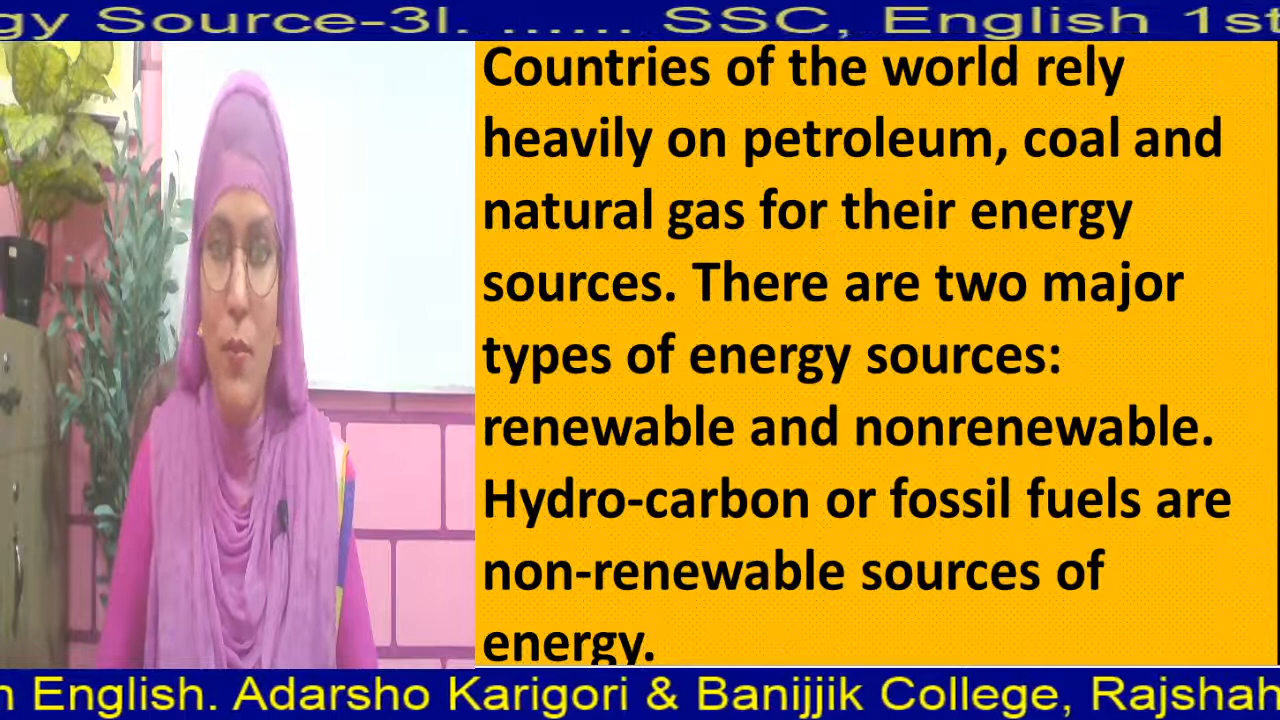 gy Source-3I. ...... SSC, English 1st
Countries of the world rely
heavily on petroleum, coal and
natural gas for their energy
sources. There are two major
types of energy sources:
renewable and nonrenewable.
Hydro-carbon or fossil fuels are
non-renewable sources of
energy.
n English. Adarsho Karigori & Banijjik College, Rajshah